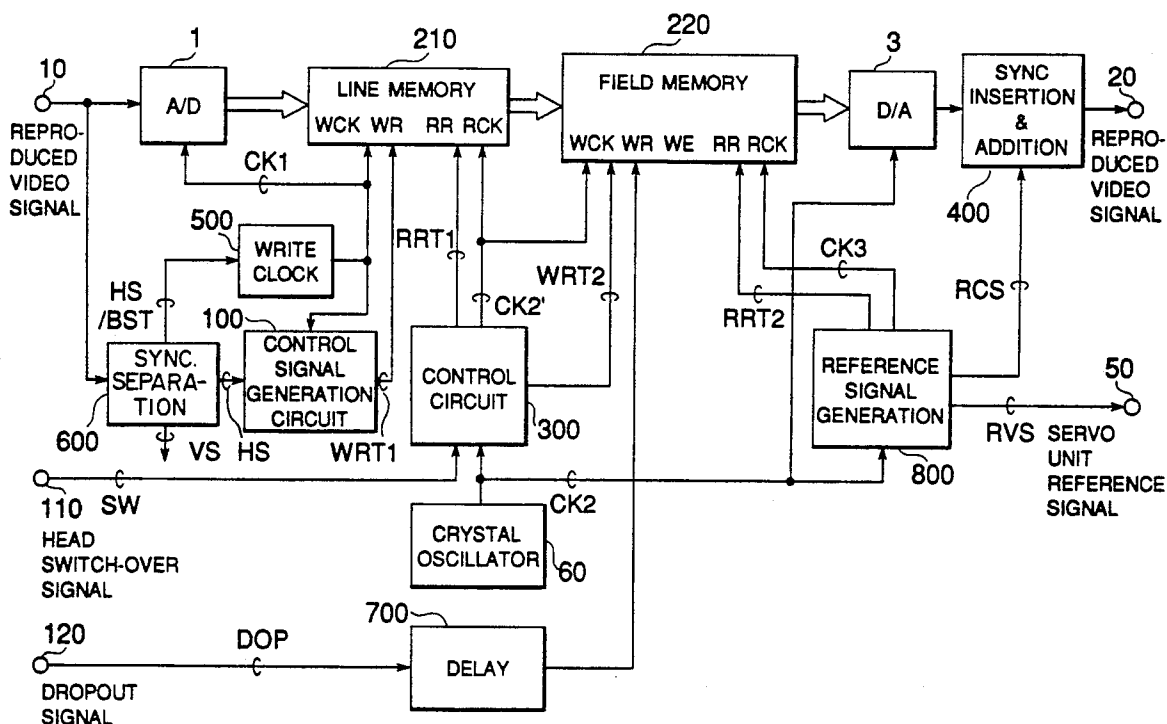 10
REPRO-
DUCED
VIDEO
SIGNAL
1
A/D
210
LINE MEMORY
WCK WR RR RCK
220
FIELD MEMORY
WCK WR WE RR RCK
3
D/A
SYNC
INSERTION
&
ADDITION
400
20
REPRO-
DUCED
VIDEO
SIGNAL
CK1
500
WRITE
CLOCK
RRT1
CK2'
WRT2
CK3
RRT2
RCS
HS
/BST
100
CONTROL
SIGNAL
GENERATION
CIRCUIT
SYNC.
SEPARA-
TION
600
VS
HS
WRT1
CONTROL
CIRCUIT
300
REFERENCE
SIGNAL
GENERATION
800
50
RVS
SERVO
UNIT
REFERENCE
SIGNAL
110
SW
HEAD
SWITCH-OVER
SIGNAL
CK2
CRYSTAL
OSCILLATOR
60
120
DOP
DROPOUT
SIGNAL
700
DELAY